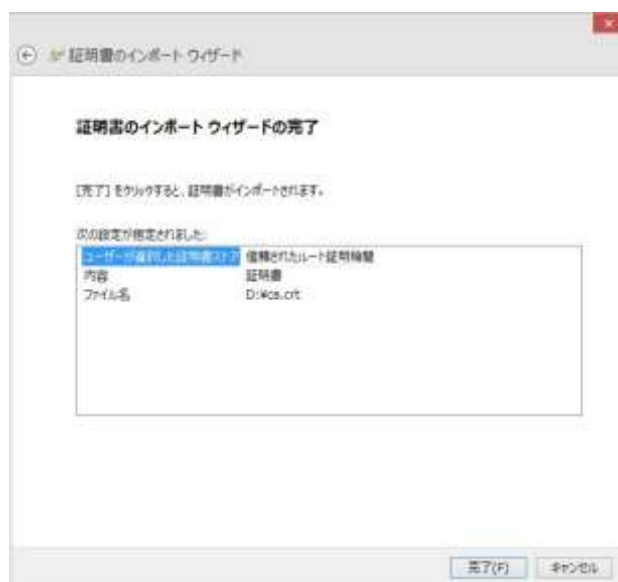 証明書のインポート ウィザード
証明書のインポート ウィザードの完了
[完了] をクリックすると、証明書がインポートされます。
次の設定が指定されました:
ユーザーが選択した証明書ストア 信頼されたルート証明機関
内容 証明書
ファイル名 D:¥ca.crt
完了(F) キャンセル